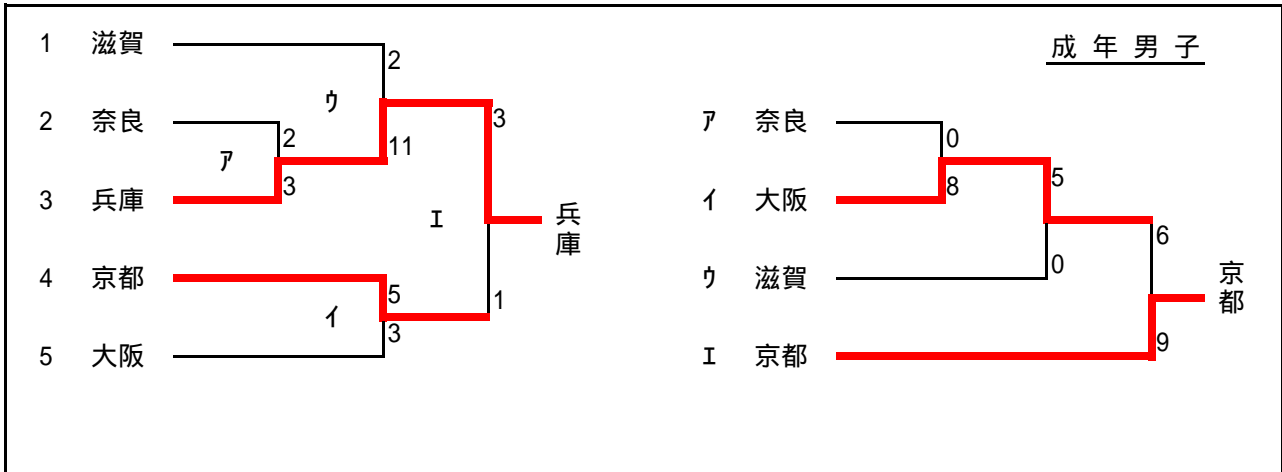 成年男子
1 滋賀
2
ウ
3
2 奈良
2
11
ア
3 兵庫
3
エ
兵庫
4 京都
5
1
イ
3
5 大阪
ア 奈良
0
5
イ 大阪
8
6
ウ 滋賀
0
京都
エ 京都
9